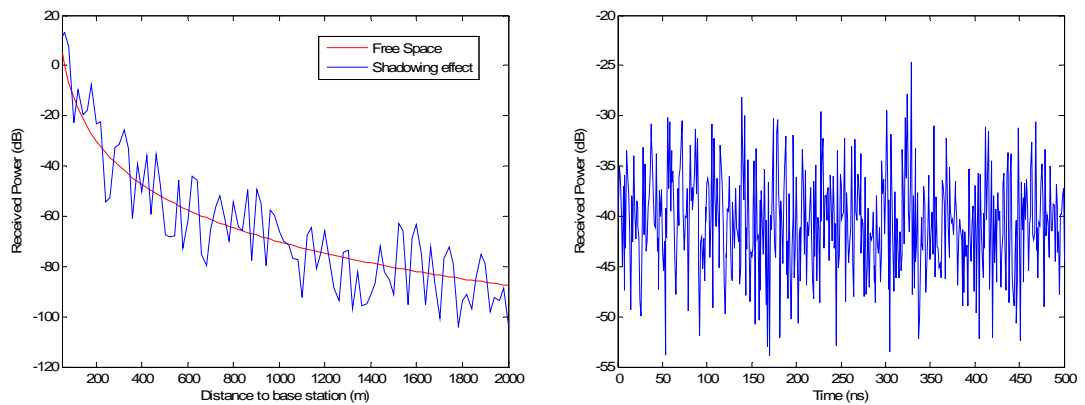 20
0
-20
-40
-60
-80
-100
-120
200 400 600 800 1000 1200 1400 1600 1800 2000
Received Power (dB)
Distance to base station (m)
Free Space
Shadowing effect
-20
-25
-30
-35
-40
-45
-50
-55
0 50 100 150 200 250 300 350 400 450 500
Received Power (dB)
Time (ns)